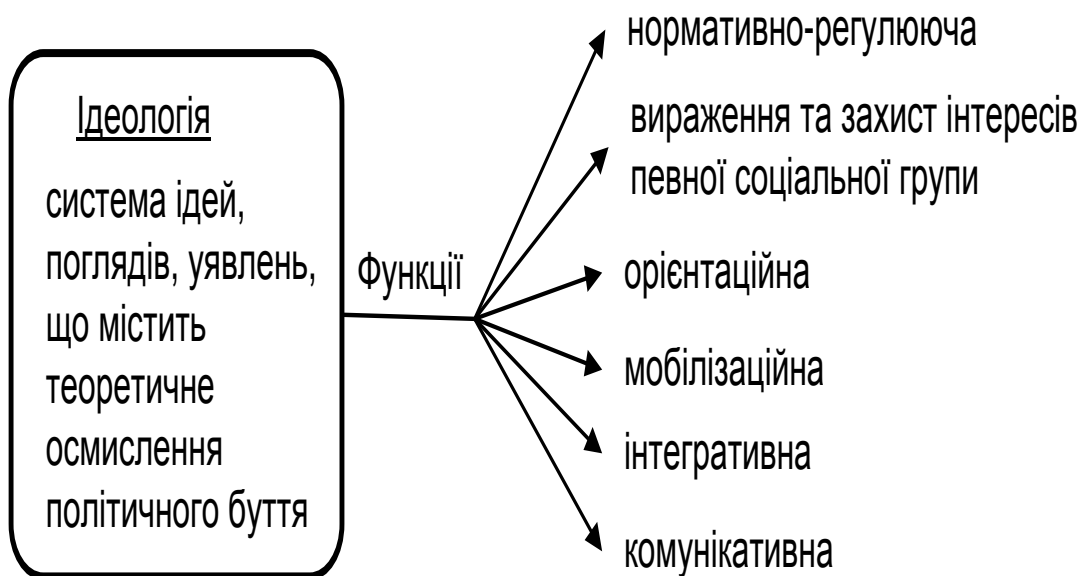 Ідеологія
система ідей,
поглядів, уявлень,
що містить
теоретичне
осмислення
політичного буття
Функції
нормативно-регулююча
вираження та захист інтересів
певної соціальної групи
орієнтаційна
мобілізаційна
інтегративна
комунікативна